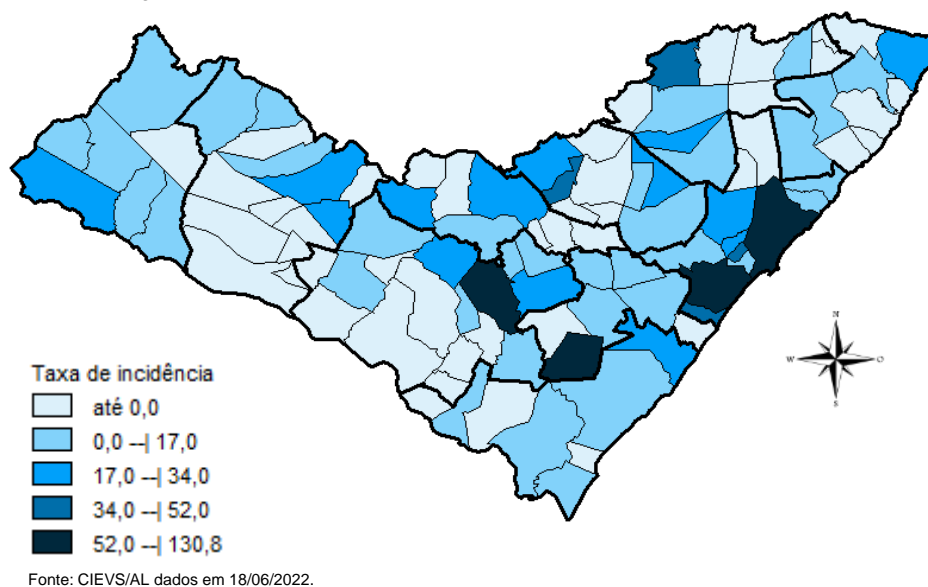 N
W
O
S
Taxa de incidência
até 0,0
0,0 --| 17,0
17,0 --| 34,0
34,0 --| 52,0
52,0 --| 130,8
Fonte: CIEVS/AL dados em 18/06/2022.